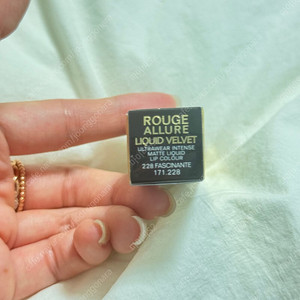 ROUGE
ALLURE
LIQUID VELVET
ULTRAWEAR INTENSE
MATTE LIQUID
LIP COLOUR
228 FASCINANTE
171.228